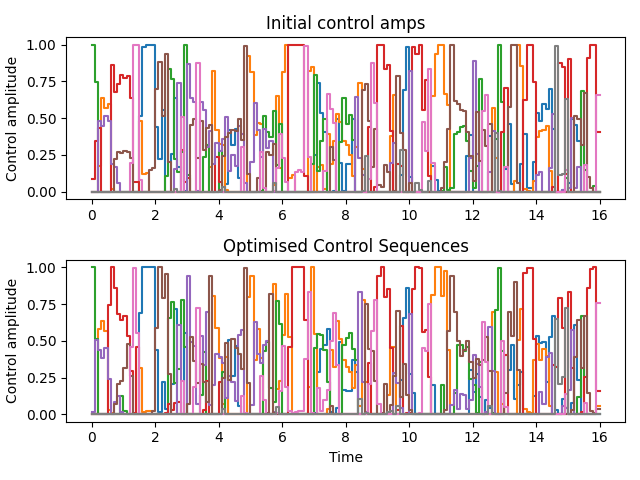 Initial control amps
Control amplitude
1.00
0.75
0.50
0.25
0.00
0 2 4 6 8 10 12 14 16
Optimised Control Sequences
Control amplitude
1.00
0.75
0.50
0.25
0.00
0 2 4 6 8 10 12 14 16
Time